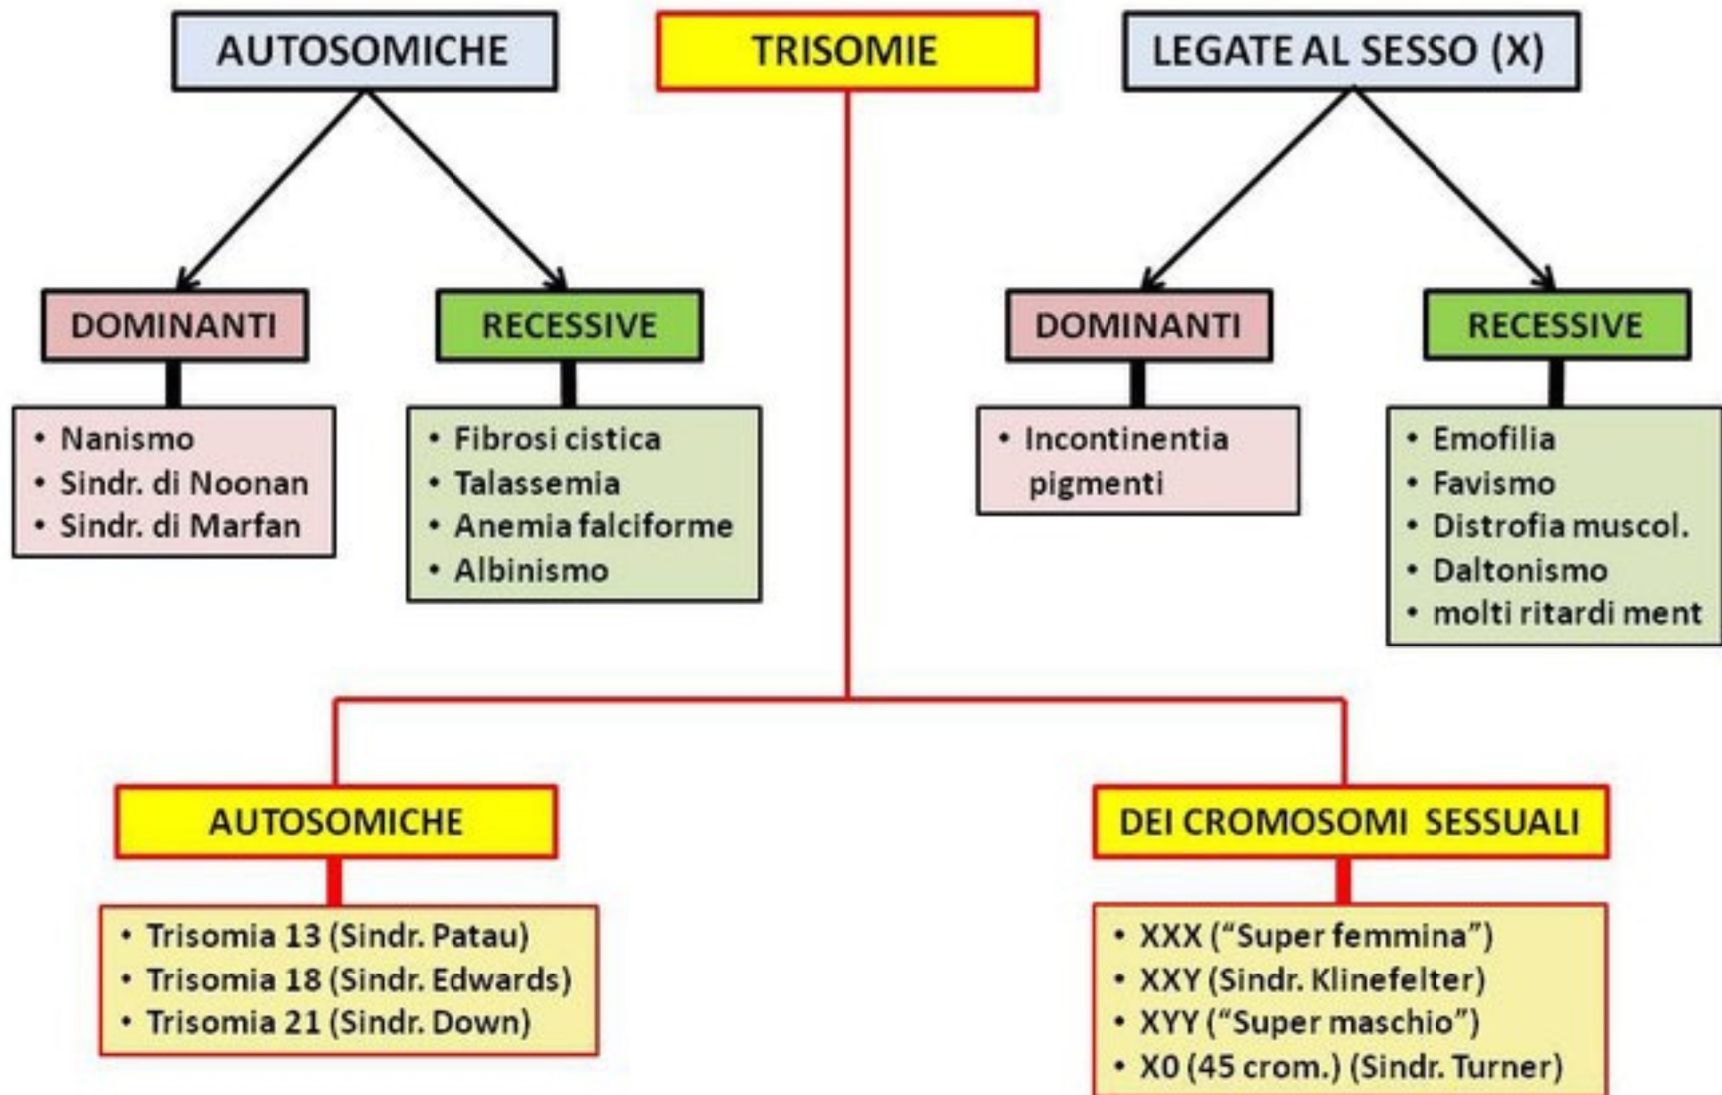 AUTOSOMICHE
TRISOMIE
LEGATE AL SESSO (X)
DOMINANTI
RECESSIVE
DOMINANTI
RECESSIVE
• Nanismo
• Sindr. di Noonan
• Sindr. di Marfan
• Fibrosi cistica
• Talassemia
• Anemia falciforme
• Albinismo
• Incontinentia
pigmenti
• Emofilia
• Favismo
• Distrofia muscol.
• Daltonismo
• molti ritardi ment
AUTOSOMICHE
DEI CROMOSOMI SESSUALI
• Trisomia 13 (Sindr. Patau)
• Trisomia 18 (Sindr. Edwards)
• Trisomia 21 (Sindr. Down)
• XXX (“Super femmina”)
• XXY (Sindr. Klinefelter)
• XYY (“Super maschio”)
• X0 (45 crom.) (Sindr. Turner)